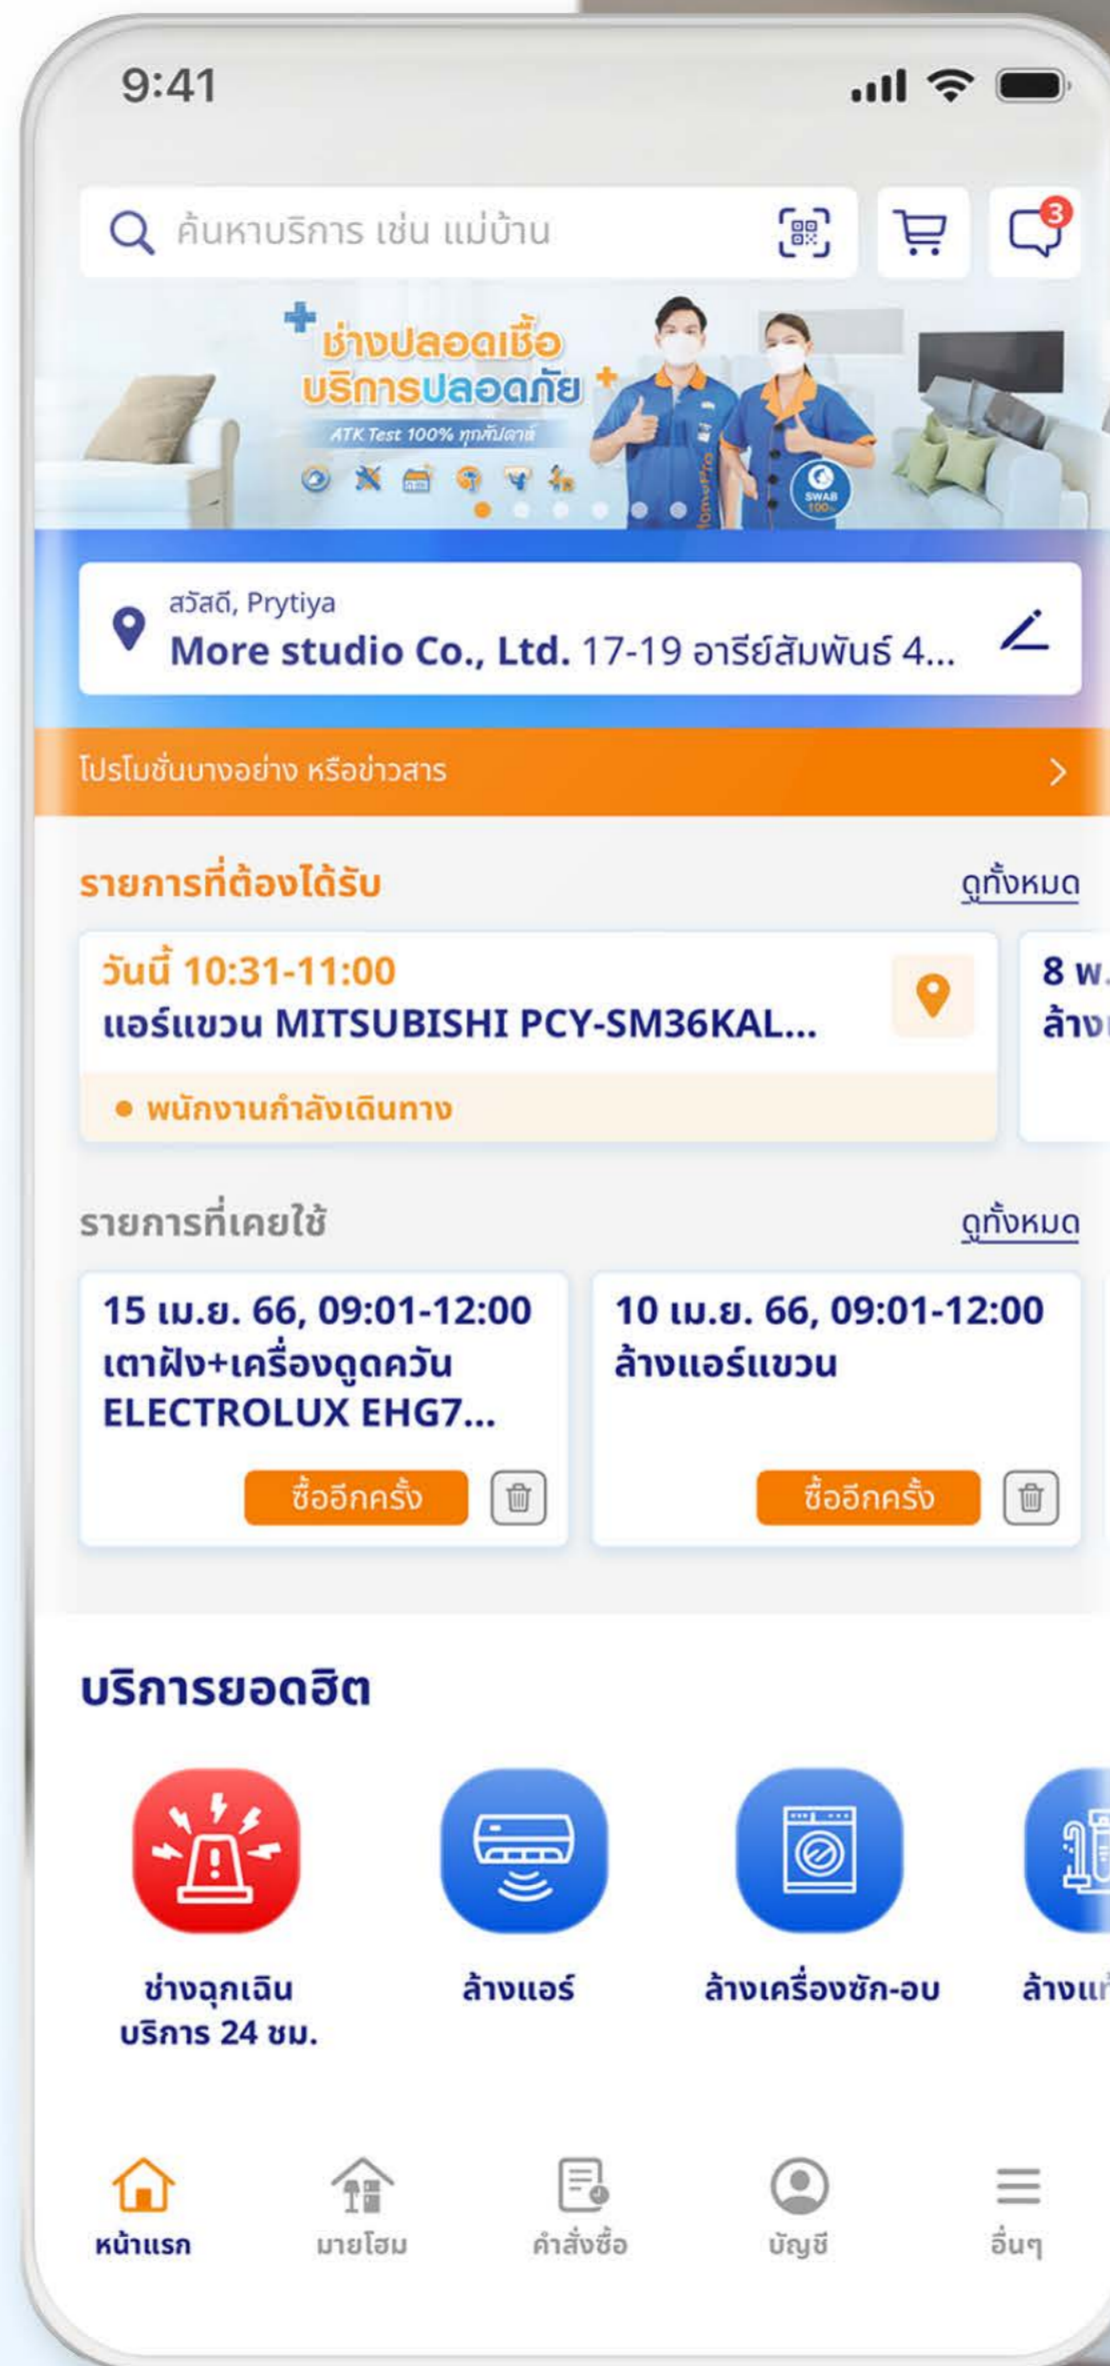 9:41
ค้นหาบริการ เช่น แม่บ้าน
3
ช่างปลอดเชื้อ
บริการปลอดภัย
ATK Test 100% ทุกสัปดาห์
HomePro
SWAB
100%
สวัสดี, Prytiya
More studio Co., Ltd. 17-19 อารีย์สัมพันธ์ 4...
โปรโมชั่นบางอย่าง หรือข่าวสาร
รายการที่ต้องได้รับ ดูทั้งหมด
วันนี้ 10:31-11:00
แอร์แขวน MITSUBISHI PCY-SM36KAL...
พนักงานกำลังเดินทาง
8 พ.
ล้าง
รายการที่เคยใช้ ดูทั้งหมด
15 เม.ย. 66, 09:01-12:00
เตาฝัง+เครื่องดูดควัน
ELECTROLUX EHG7...
ซื้ออีกครั้ง
10 เม.ย. 66, 09:01-12:00
ล้างแอร์แขวน
ซื้ออีกครั้ง
บริการยอดฮิต
ช่างฉุกเฉิน
บริการ 24 ชม.
ล้างแอร์
ล้างเครื่องซัก-อบ
ล้างแท
หน้าแรก
มายโฮม
คำสั่งซื้อ
บัญชี
อื่นๆ